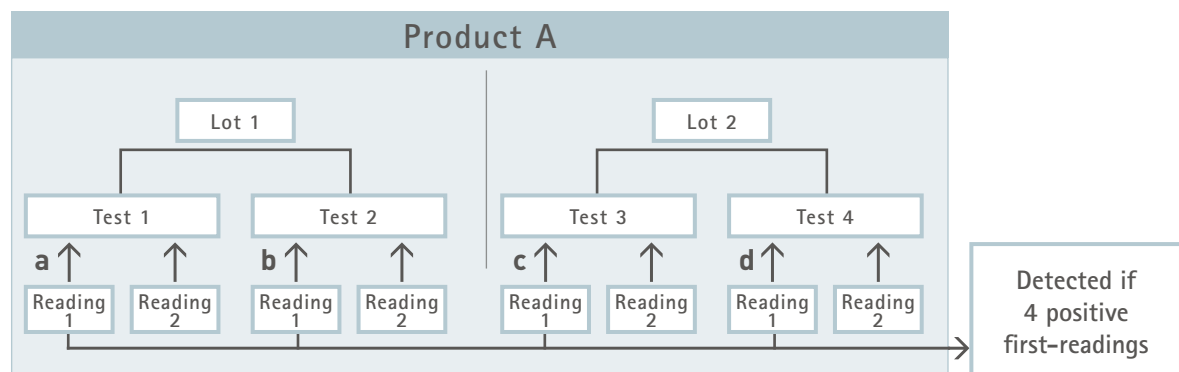 Product A
Lot 1
Lot 2
Test 1
Test 2
Test 3
Test 4
a
b
c
d
Reading
1
Reading
2
Reading
1
Reading
2
Reading
1
Reading
2
Reading
1
Reading
2
Detected if
4 positive
first-readings